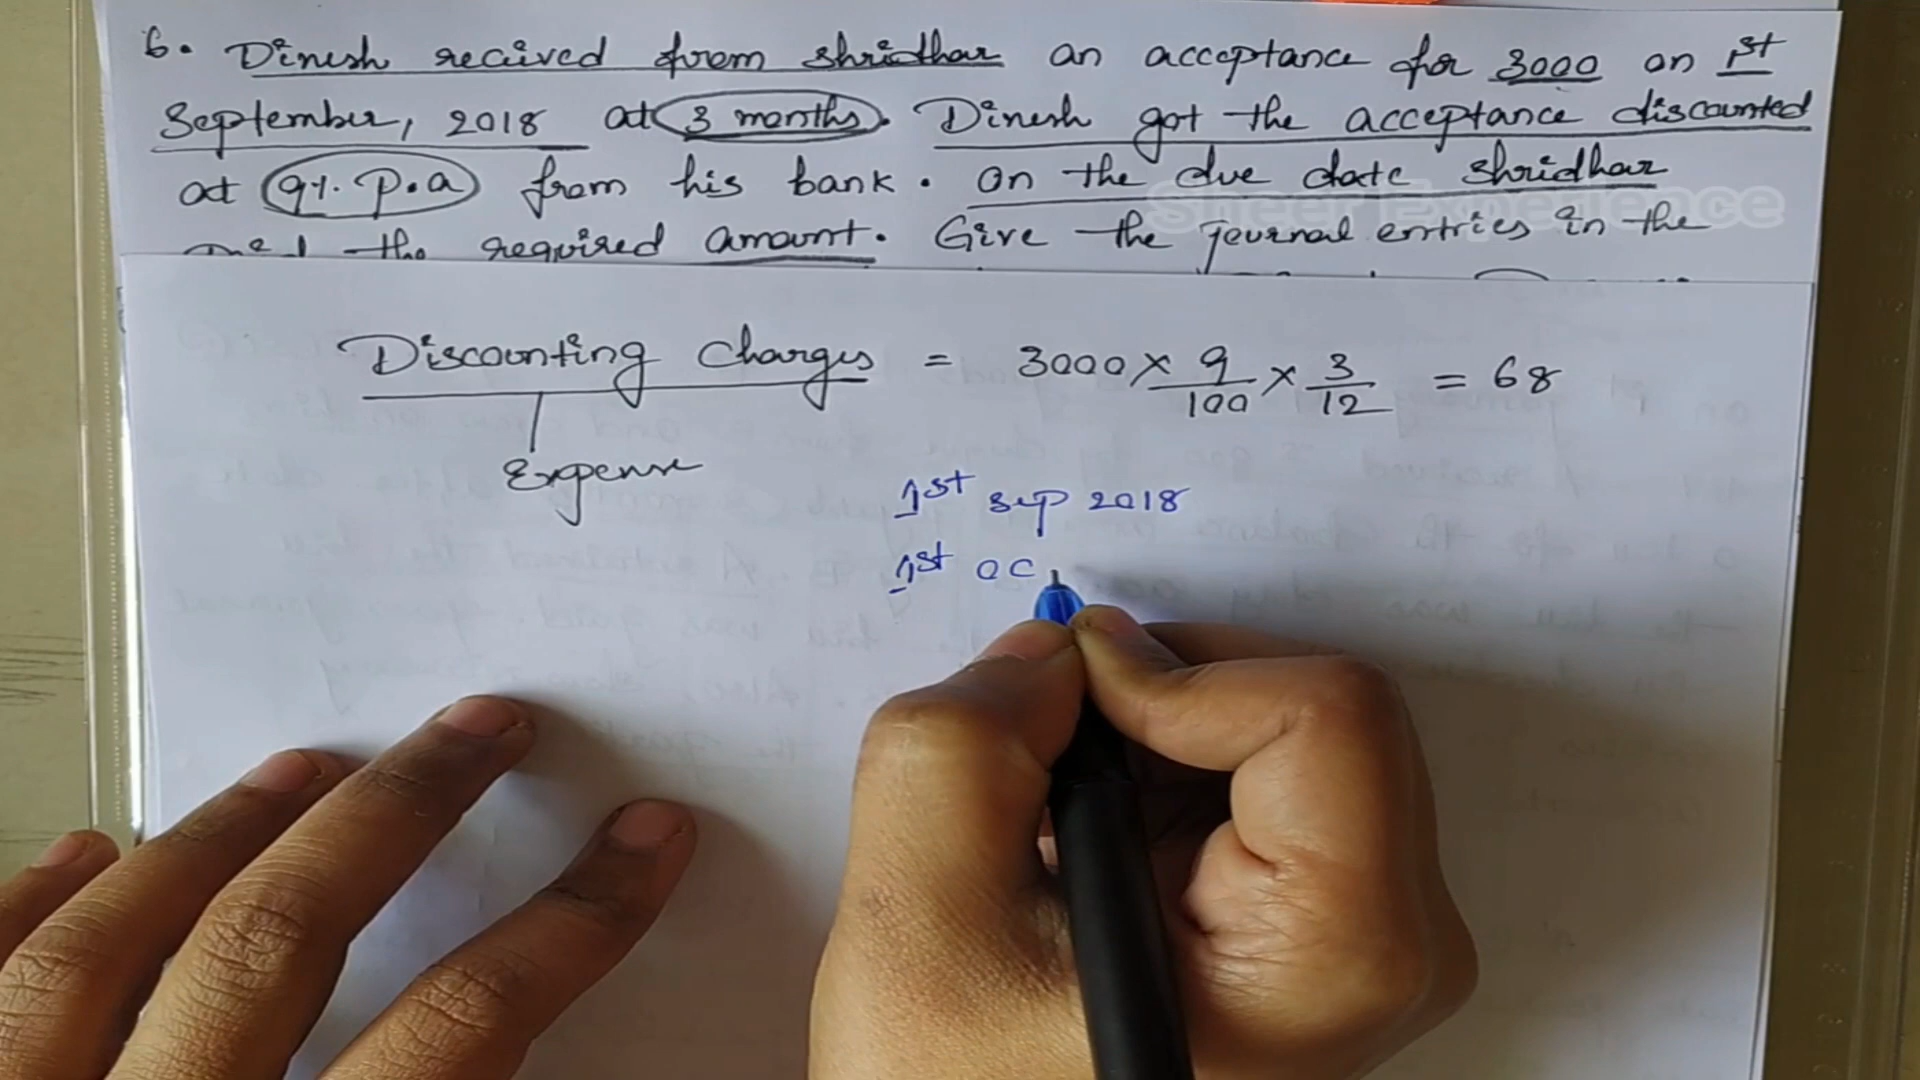 6. Dinesh recived from Shridhar an acceptance for 3000 on 1st
September, 2018 at 3 months. Dinesh got the acceptance discounted
at 9%. p.a from his bank. on the due date Shridhar
the required amount. Give the journal entries in the
Sheer Experience
Discounting Charges = 3000 × 9/100 × 3/12 = 68
Expense
1st Sep 2018
1st OC